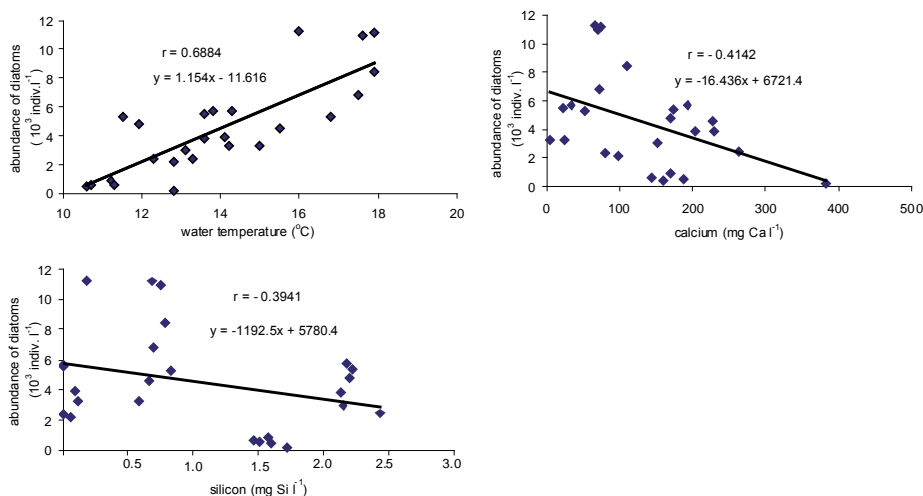 abundance of diatoms
(10³ indiv. l⁻¹)
12
10
8
6
4
2
0
r = 0.6884
y = 1.154x - 11.616
10 12 14 16 18 20
water temperature (°C)
abundance of diatoms
(10³ indiv. l⁻¹)
12
10
8
6
4
2
0
r = - 0.4142
y = -16.436x + 6721.4
0 100 200 300 400 500
calcium (mg Ca l⁻¹)
abundance of diatoms
(10³ indiv. l⁻¹)
12
10
8
6
4
2
0
r = - 0.3941
y = -1192.5x + 5780.4
0.5 1.0 1.5 2.0 2.5 3.0
silicon (mg Si l⁻¹)